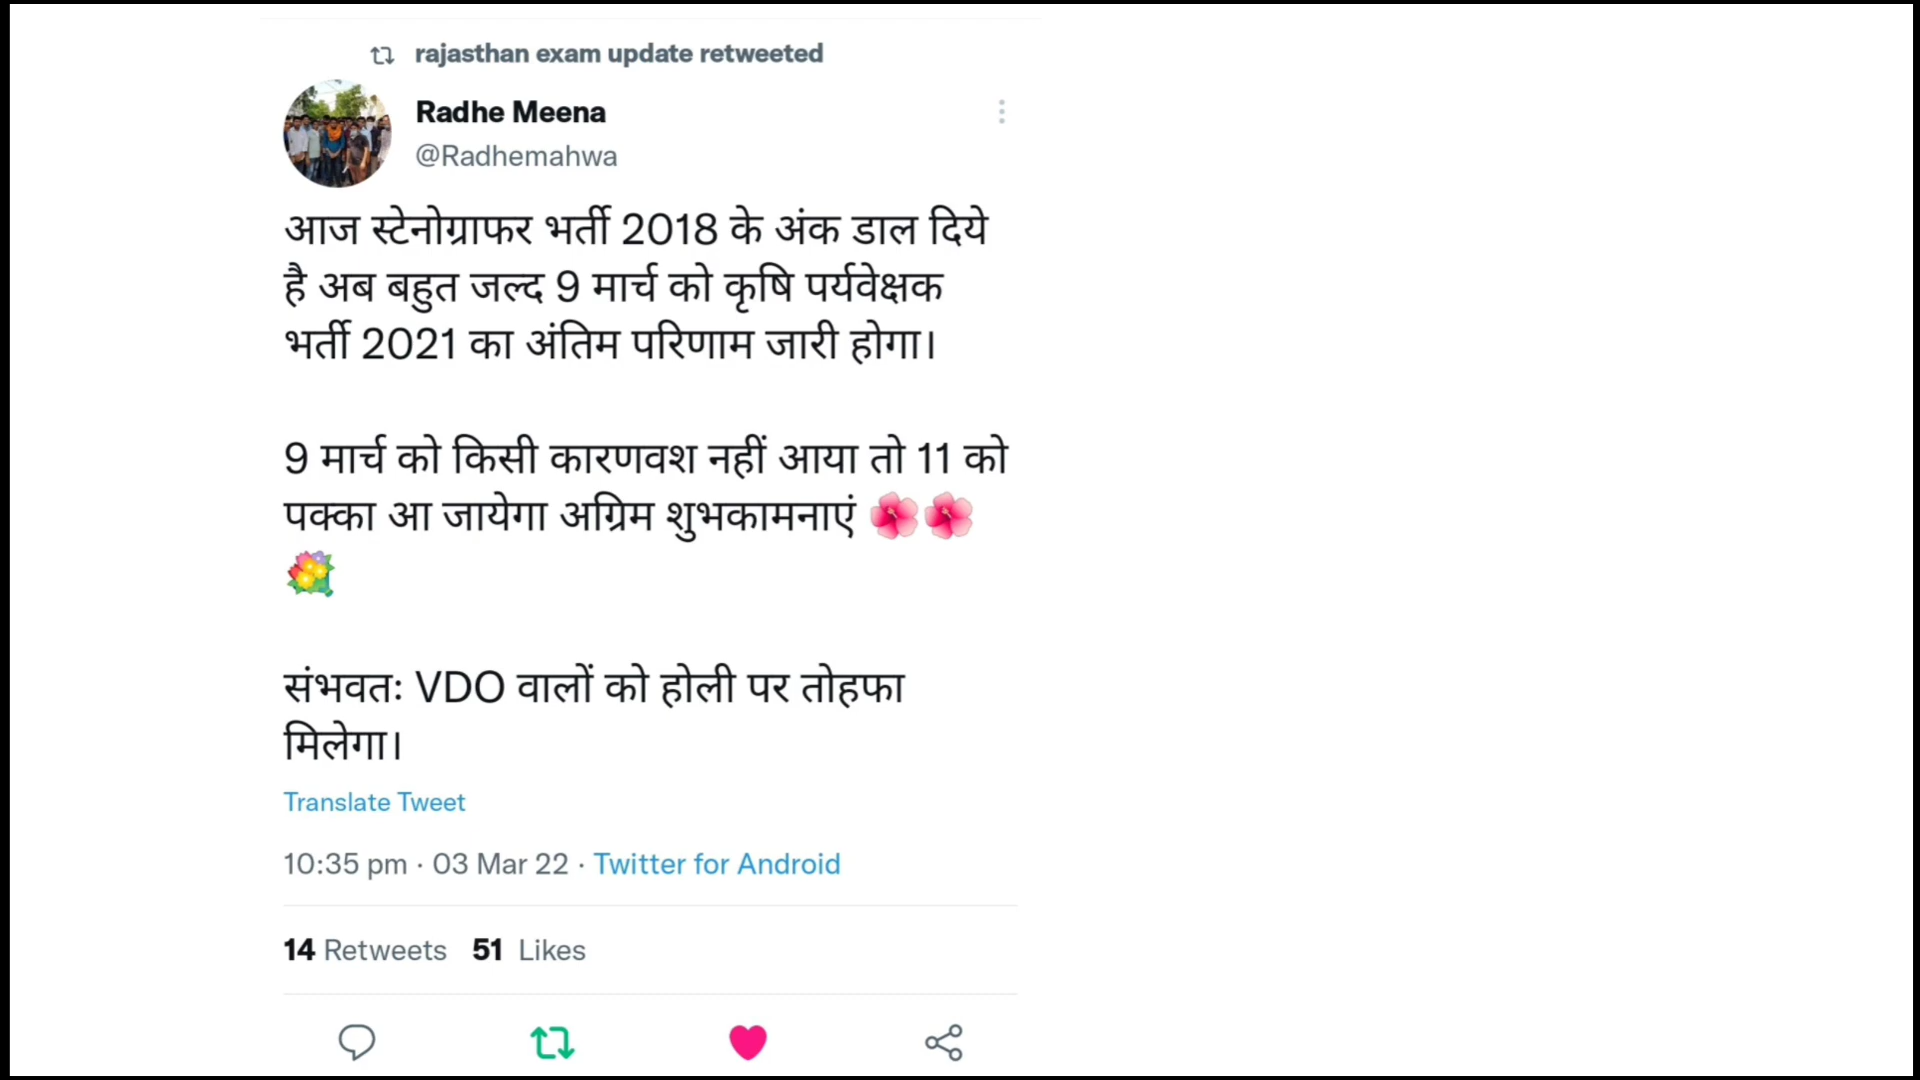 rajasthan exam update retweeted
Radhe Meena
@Radhemahwa
आज स्टेनोग्राफर भर्ती 2018 के अंक डाल दिये
है अब बहुत जल्द 9 मार्च को कृषि पर्यवेक्षक
भर्ती 2021 का अंतिम परिणाम जारी होगा।
9 मार्च को किसी कारणवश नहीं आया तो 11 को
पक्का आ जायेगा अग्रिम शुभकामनाएं 🌺🌺
💐
संभवतः VDO वालों को होली पर तोहफा
मिलेगा।
Translate Tweet
10:35 pm · 03 Mar 22 · Twitter for Android
14 Retweets 51 Likes